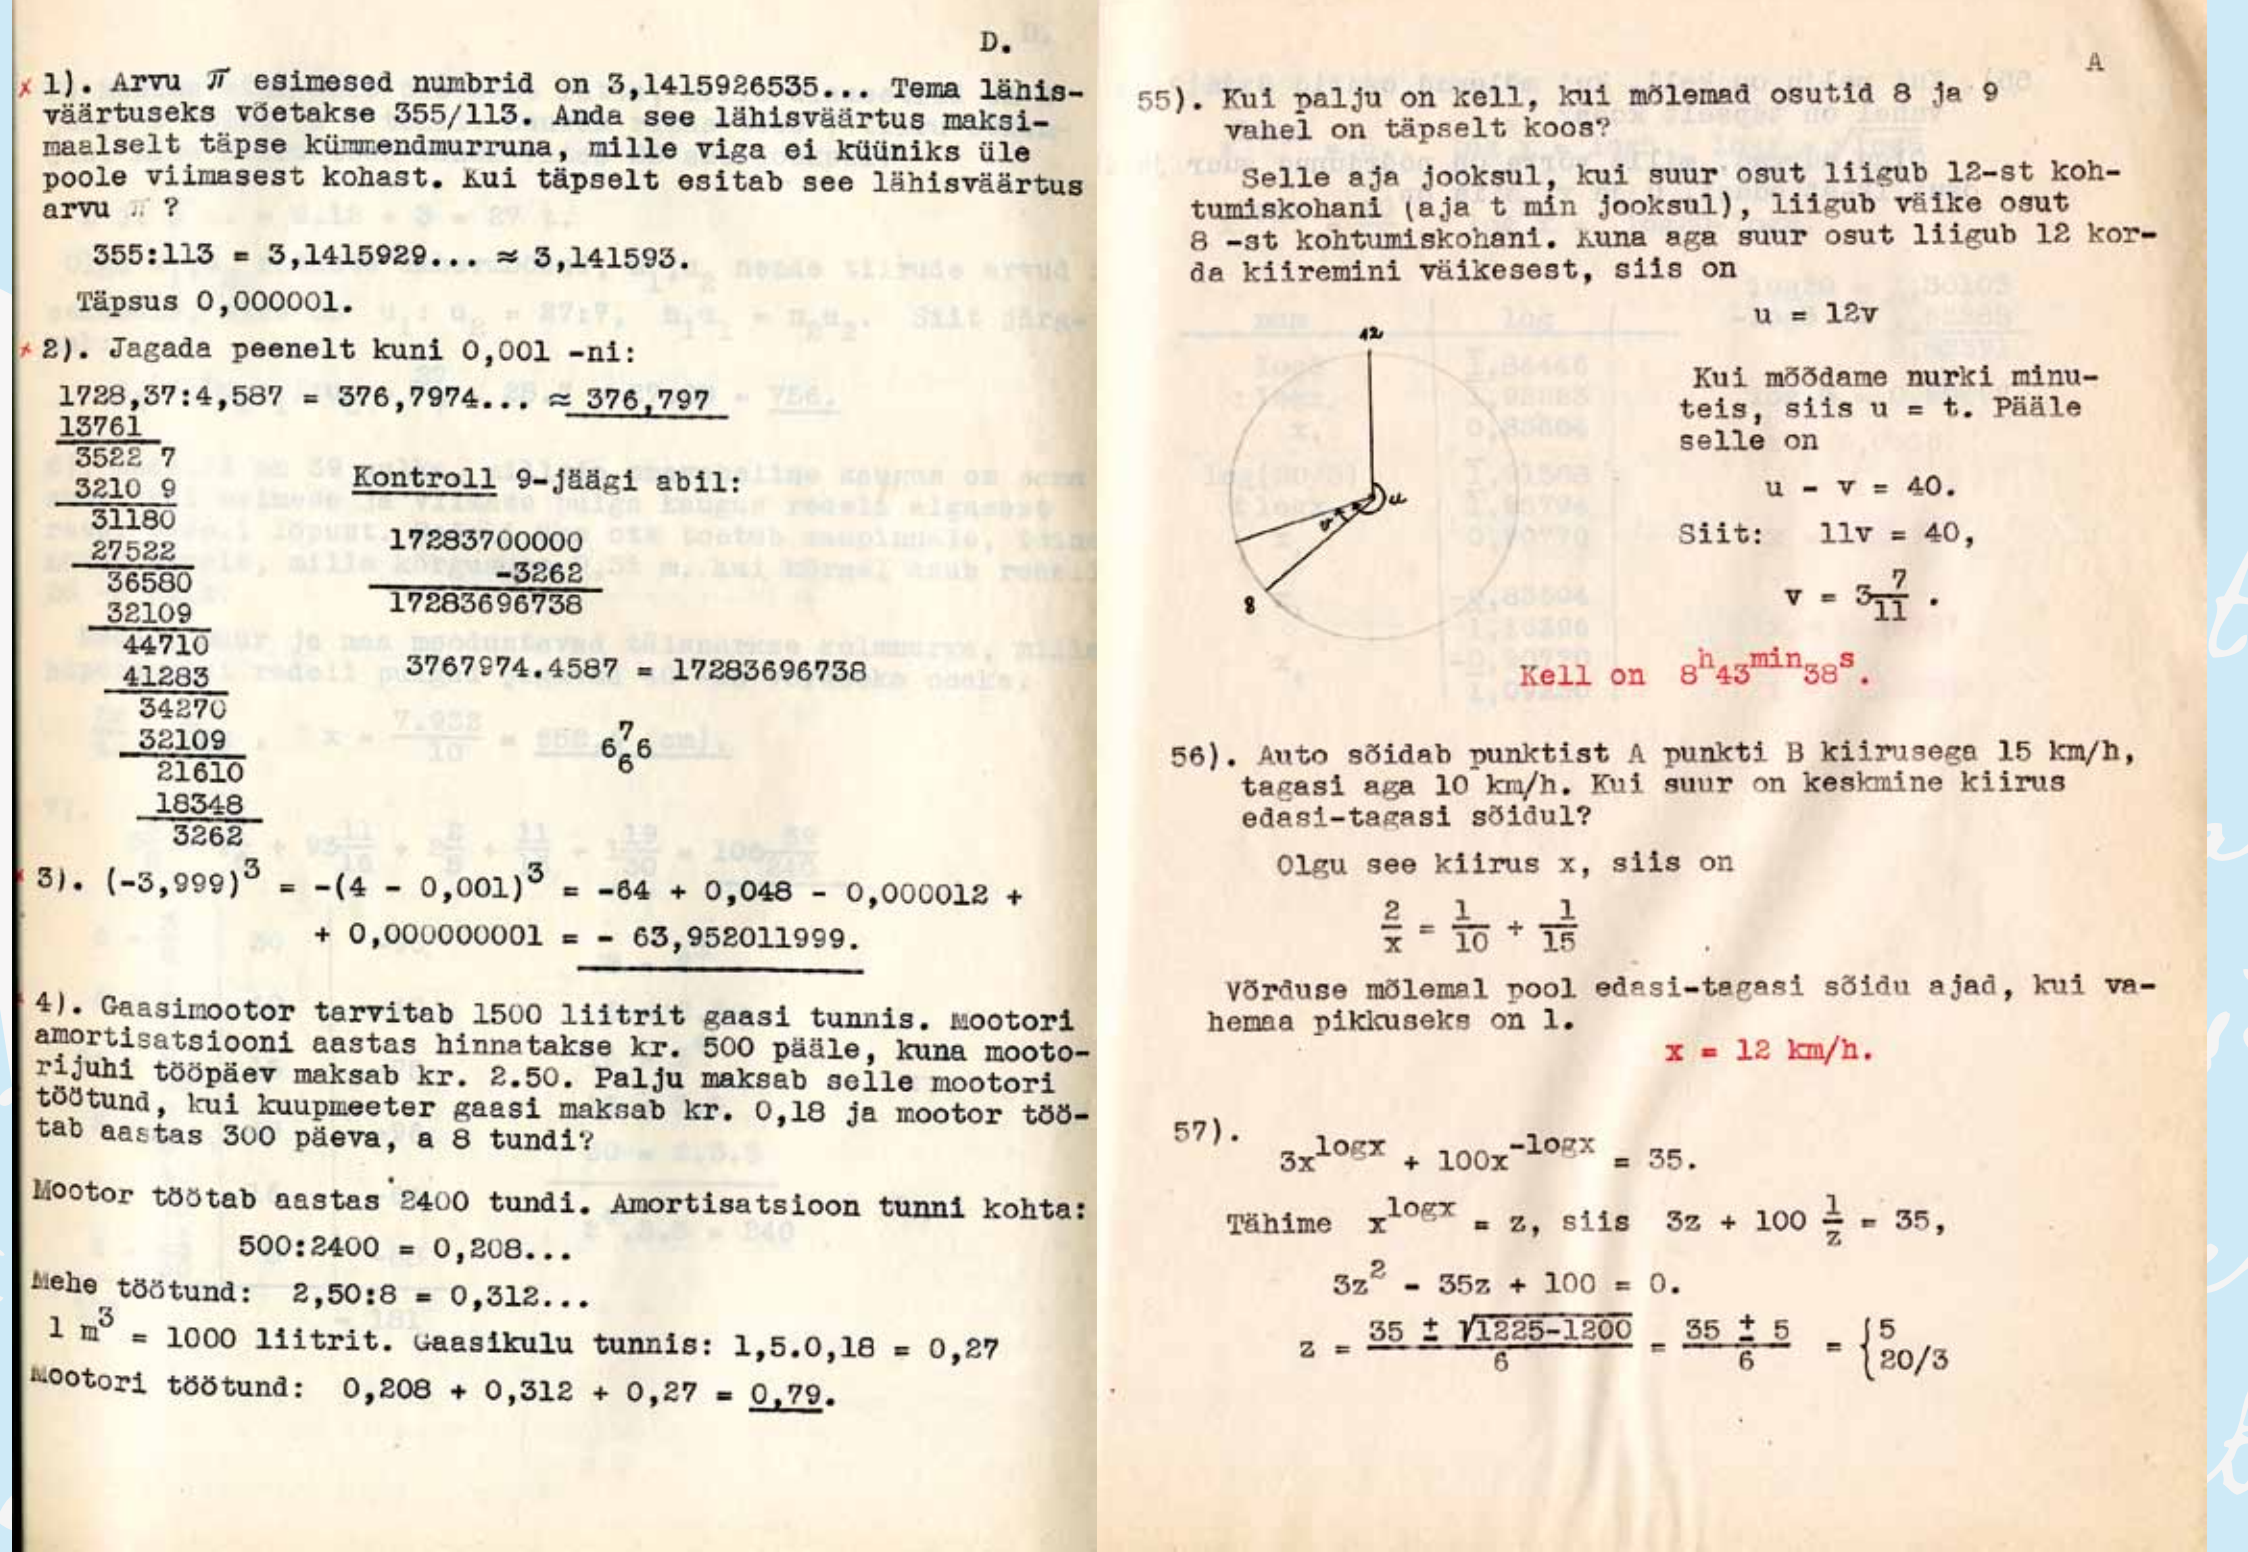 D.
1). Arvu π esimesed numbrid on 3,1415926535... Tema lähis-
väärtuseks võetakse 355/113. Anda see lähisväärtus maksi-
maalselt täpse kümmendmurruna, mille viga ei küüniks üle
poole viimasest kohast. Kui täpselt esitab see lähisväärtus
arvu π ?
355:113 = 3,1415929... ≈ 3,141593.
Täpsus 0,000001.
2). Jagada peenelt kuni 0,001 -ni:
1728,37:4,587 = 376,7974... ≈ 376,797
13761
3522 7
3210 9
31180
27522
36580
32109
44710
41283
34270
32109
21610
18348
3262
Kontroll 9-jäägi abil:
17283700000
-3262
17283696738
3767974.4587 = 17283696738
7
6 6
6
3). (-3,999)³ = -(4 - 0,001)³ = -64 + 0,048 - 0,000012 +
+ 0,000000001 = - 63,952011999.
4). Gaasimootor tarvitab 1500 liitrit gaasi tunnis. Mootori
amortisatsiooni aastas hinnatakse kr. 500 pääle, kuna mooto-
rijuhi tööpäev maksab kr. 2.50. Palju maksab selle mootori
töötund, kui kuupmeeter gaasi maksab kr. 0,18 ja mootor töö-
tab aastas 300 päeva, a 8 tundi?
Mootor töötab aastas 2400 tundi. Amortisatsioon tunni kohta:
500:2400 = 0,208...
Mehe töötund: 2,50:8 = 0,312...
1 m³ = 1000 liitrit. Gaasikulu tunnis: 1,5.0,18 = 0,27
Mootori töötund: 0,208 + 0,312 + 0,27 = 0,79.
A
55). Kui palju on kell, kui mõlemad osutid 8 ja 9
vahel on täpselt koos?
Selle aja jooksul, kui suur osut liigub 12-st koh-
tumiskohani (aja t min jooksul), liigub väike osut
8 -st kohtumiskohani. Kuna aga suur osut liigub 12 kor-
da kiiremini väikesest, siis on
u = 12v
12
u
v
8
Kui mõõdame nurki minu-
teis, siis u = t. Pääle
selle on
u - v = 40.
Siit: 11v = 40,
v = 3 7/11 .
Kell on 8ʰ43ᵐⁱⁿ38ˢ.
56). Auto sõidab punktist A punkti B kiirusega 15 km/h,
tagasi aga 10 km/h. Kui suur on keskmine kiirus
edasi-tagasi sõidul?
Olgu see kiirus x, siis on
2/x = 1/10 + 1/15
Võrduse mõlemal pool edasi-tagasi sõidu ajad, kui va-
hemaa pikkuseks on 1.
x = 12 km/h.
57).
3x^logx + 100x^-logx = 35.
Tähime x^logx = z, siis 3z + 100 1/z = 35,
3z² - 35z + 100 = 0.
z = (35 ± √1225-1200)/6 = (35 ± 5)/6 = {5
20/3